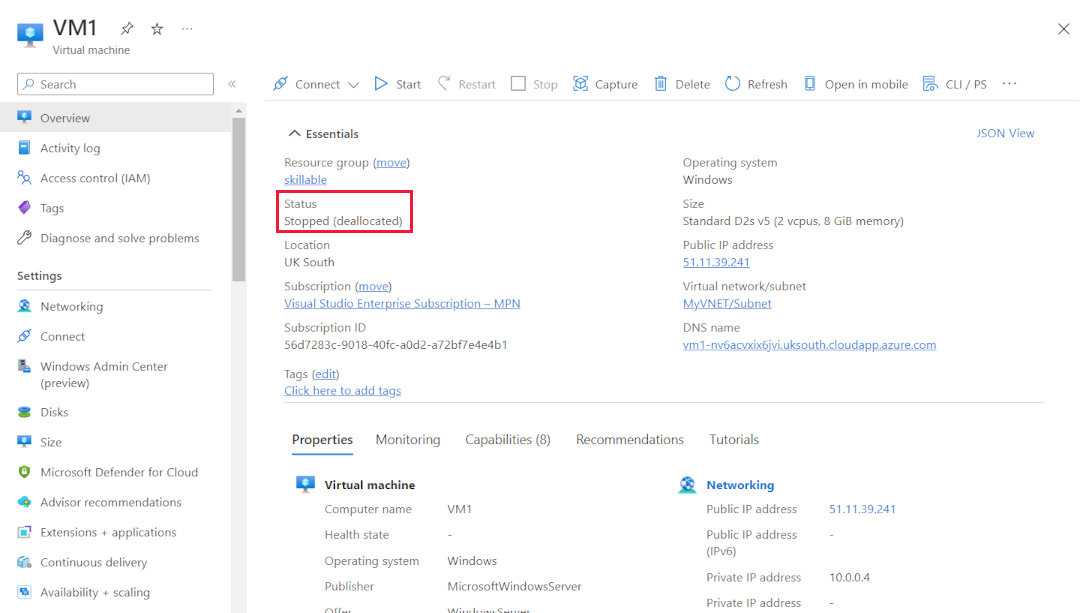 VM1
Virtual machine
Search
Overview
Activity log
Access control (IAM)
Tags
Diagnose and solve problems
Settings
Networking
Connect
Windows Admin Center
(preview)
Disks
Size
Microsoft Defender for Cloud
Advisor recommendations
Extensions + applications
Continuous delivery
Availability + scaling
Connect Start Restart Stop Capture Delete Refresh Open in mobile CLI / PS
Essentials
JSON View
Resource group (move)
skillable
Status
Stopped (deallocated)
Location
UK South
Subscription (move)
Visual Studio Enterprise Subscription – MPN
Subscription ID
56d7283c-9018-40fc-a0d2-a72bf7e4e4b1
Tags (edit)
Click here to add tags
Operating system
Windows
Size
Standard D2s v5 (2 vcpus, 8 GiB memory)
Public IP address
51.11.39.241
Virtual network/subnet
MyVNET/Subnet
DNS name
vm1-nv6acvxix6jvi.uksouth.cloudapp.azure.com
Properties Monitoring Capabilities (8) Recommendations Tutorials
Virtual machine
Computer name VM1
Health state -
Operating system Windows
Publisher MicrosoftWindowsServer
Offer WindowsServer
Networking
Public IP address 51.11.39.241
Public IP address -
(IPv6)
Private IP address 10.0.0.4
Private IP address -